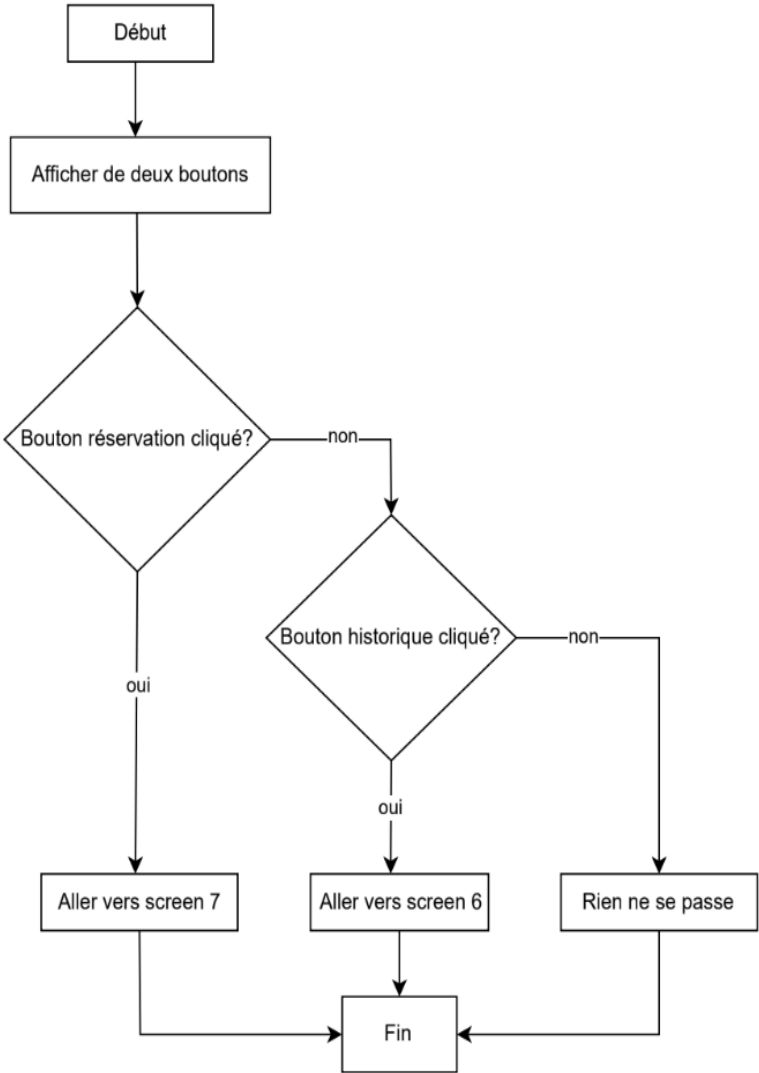 Début
Afficher de deux boutons
Bouton réservation cliqué?
non
Bouton historique cliqué?
non
oui
oui
Aller vers screen 7
Aller vers screen 6
Rien ne se passe
Fin